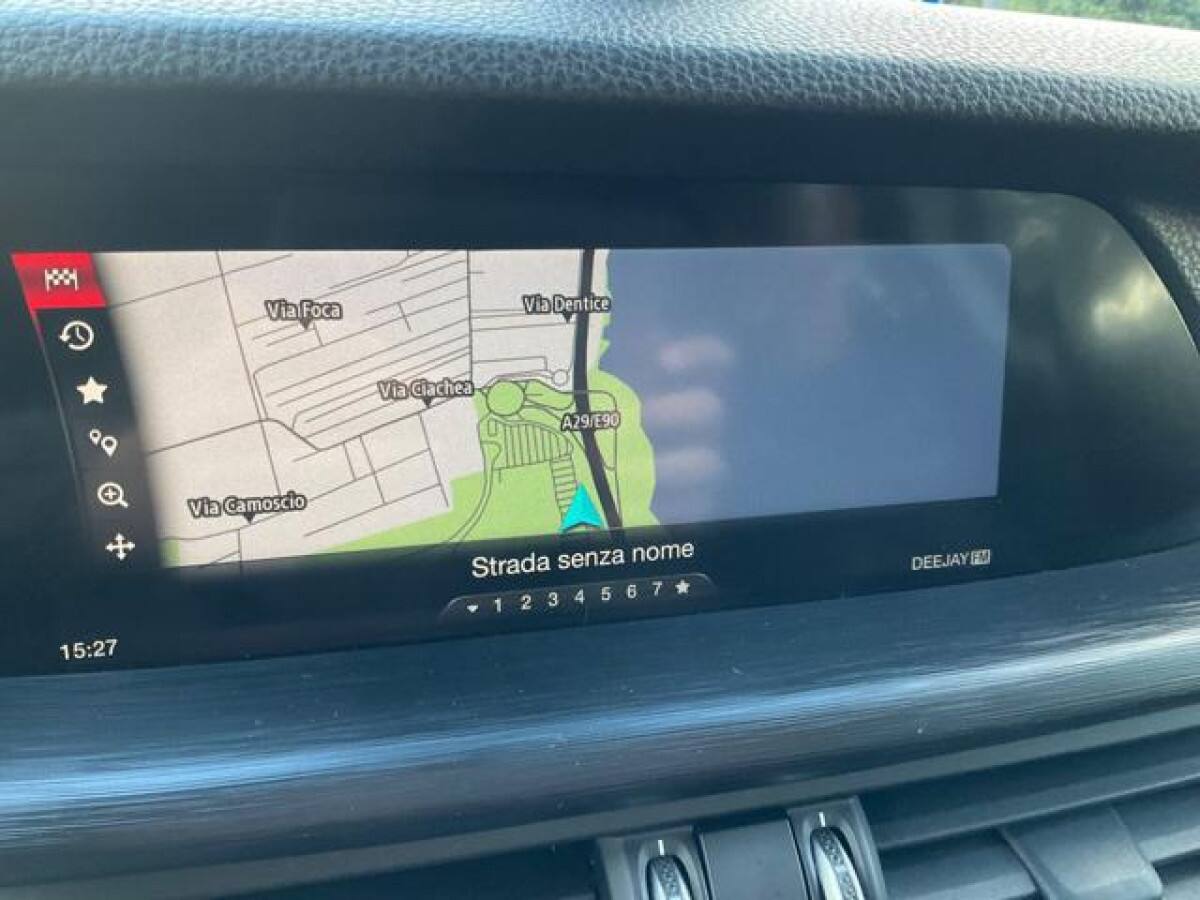 Via Foca
Via Dentice
Via Ciachea
A29/E90
Via Camoscio
Strada senza nome
DEEJAY FM
1 2 3 4 5 6 7
15:27